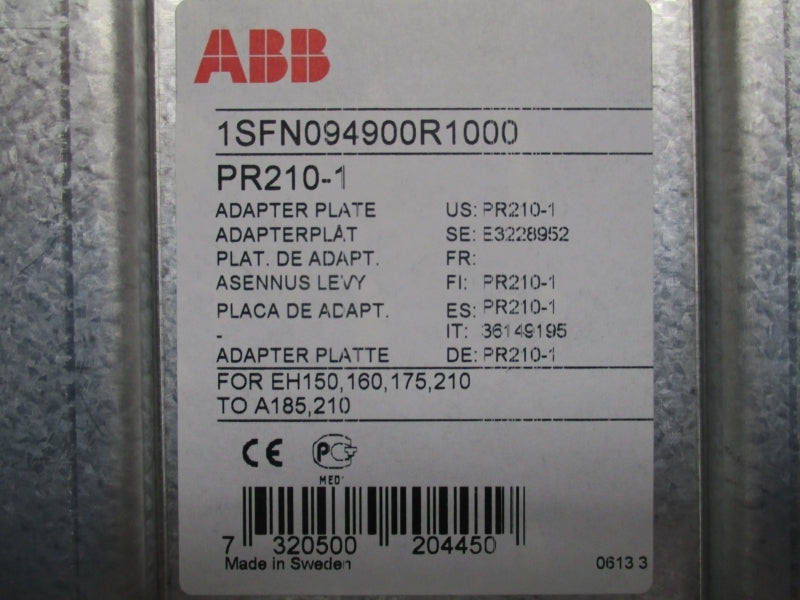 ABB
1SFN094900R1000
PR210-1
ADAPTER PLATE US: PR210-1
ADAPTERPLÅT SE: E3228952
PLAT. DE ADAPT. FR:
ASENNUS LEVY FI: PR210-1
PLACA DE ADAPT. ES: PR210-1
- IT: 36149195
ADAPTER PLATTE DE: PR210-1
FOR EH150,160,175,210
TO A185,210
CE PC
7 320500 204450
Made in Sweden 0613 3